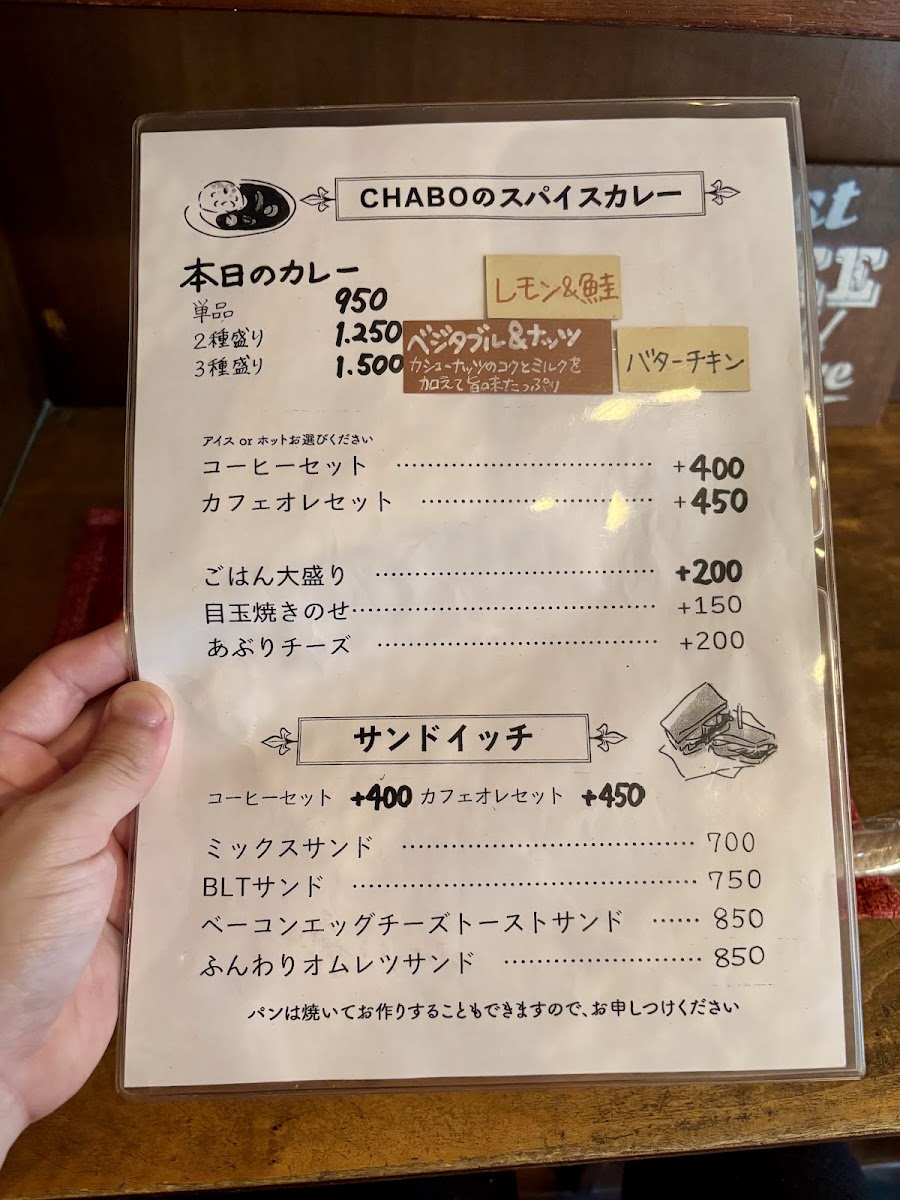 CHABOのスパイスカレー
本日のカレー
単品 950
2種盛り 1.250
3種盛り 1.500
レモン&鮭
ベジタブル&ナッツ
カシューナッツのコクとミルクを
加えて旨味たっぷり
バターチキン
アイス or ホットお選びください
コーヒーセット ………………………… +400
カフェオレセット ……………………… +450
ごはん大盛り ………………………… +200
目玉焼きのせ………………………… +150
あぶりチーズ ………………………… +200
サンドイッチ
コーヒーセット +400 カフェオレセット +450
ミックスサンド ………………………… 700
BLTサンド ……………………………… 750
ベーコンエッグチーズトーストサンド …… 850
ふんわりオムレツサンド ………………… 850
パンは焼いてお作りすることもできますので、お申しつけください